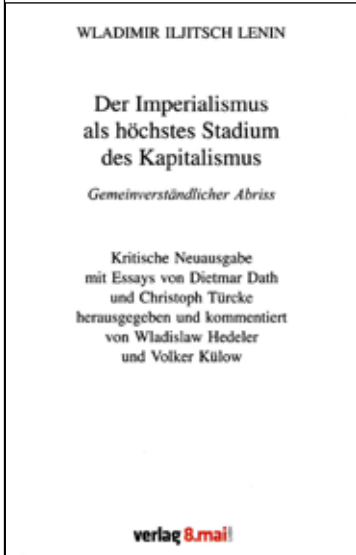 WLADIMIR ILJITSCH LENIN
Der Imperialismus
als höchstes Stadium
des Kapitalismus
Gemeinverständlicher Abriss
Kritische Neuausgabe
mit Essays von Dietmar Dath
und Christoph Türcke
herausgegeben und kommentiert
von Wladislaw Hedeler
und Volker Külow
verlag 8.mai!